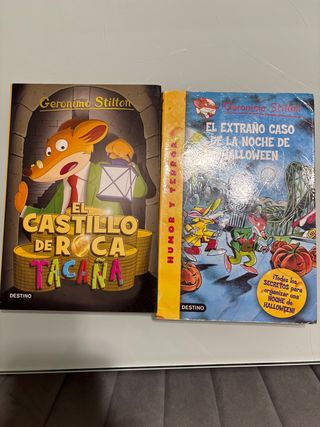 Geronimo Stilton
EL
CASTILLO
DE ROCA
TACAÑA
DESTINO
Geronimo Stilton
EL EXTRAÑO CASO
DE LA NOCHE DE
HALLOWEEN
HUMOR Y TERROR
¡Todos los
SECRETOS para
organizar una
NOCHE de
HALLOWEEN!
DESTINO